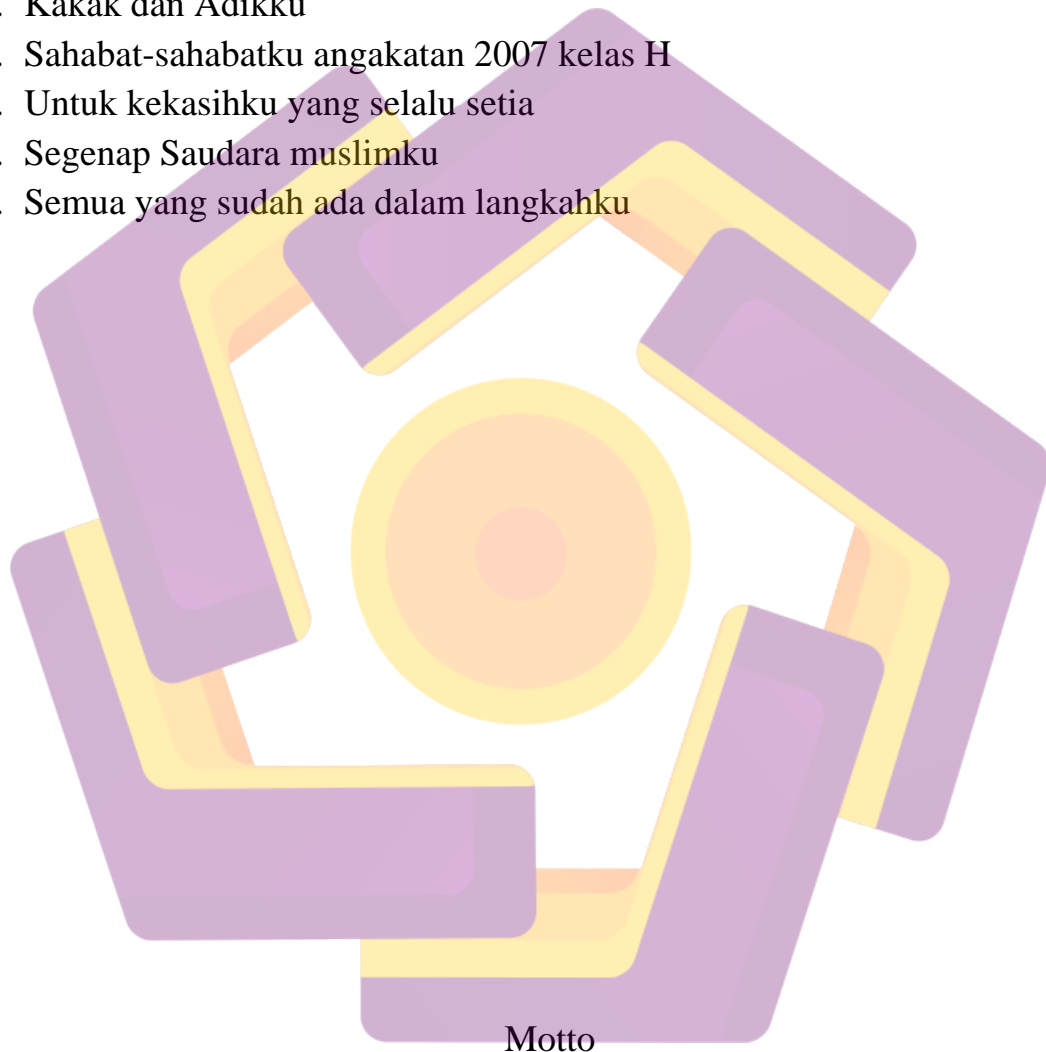 . Kakak dan Adikku
. Sahabat-sahabatku angakatan 2007 kelas H
. Untuk kekasihku yang selalu setia
. Segenap Saudara muslimku
. Semua yang sudah ada dalam langkahku
Motto